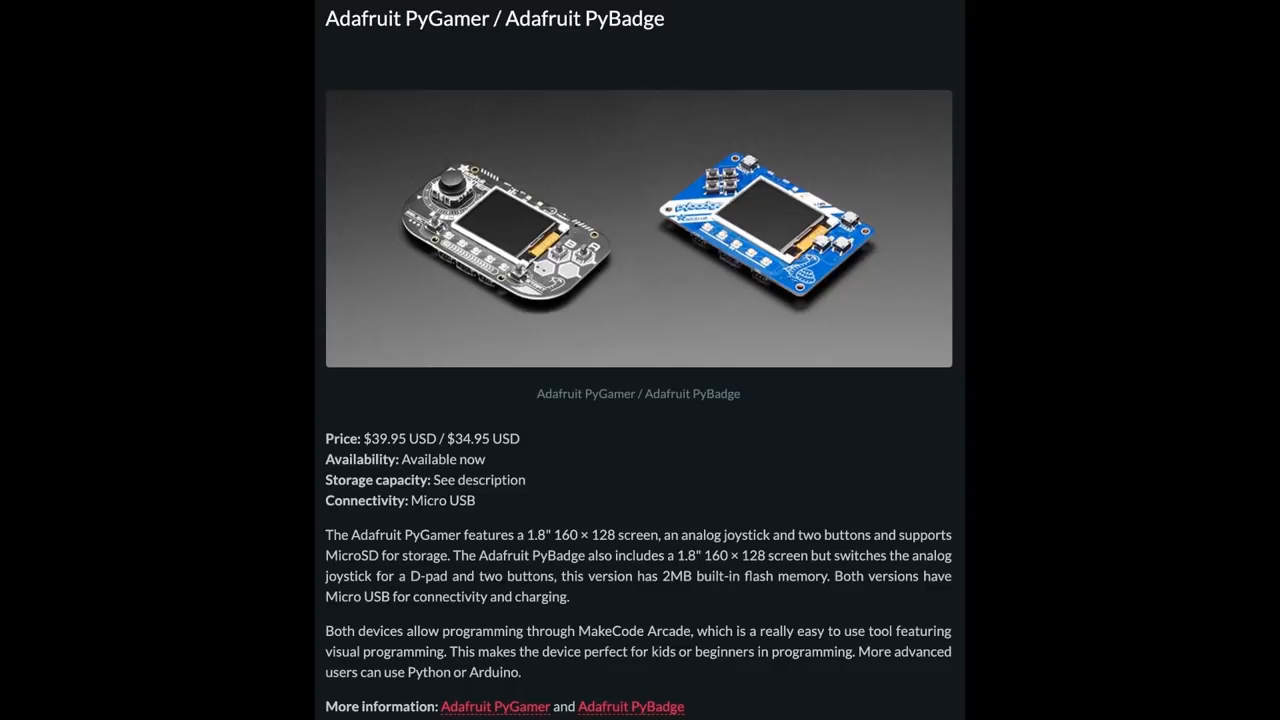 Adafruit PyGamer / Adafruit PyBadge
pybadge
Adafruit PyGamer / Adafruit PyBadge
Price: $39.95 USD / $34.95 USD
Availability: Available now
Storage capacity: See description
Connectivity: Micro USB
The Adafruit PyGamer features a 1.8" 160 × 128 screen, an analog joystick and two buttons and supports
MicroSD for storage. The Adafruit PyBadge also includes a 1.8" 160 × 128 screen but switches the analog
joystick for a D-pad and two buttons, this version has 2MB built-in flash memory. Both versions have
Micro USB for connectivity and charging.
Both devices allow programming through MakeCode Arcade, which is a really easy to use tool featuring
visual programming. This makes the device perfect for kids or beginners in programming. More advanced
users can use Python or Arduino.
More information: Adafruit PyGamer and Adafruit PyBadge